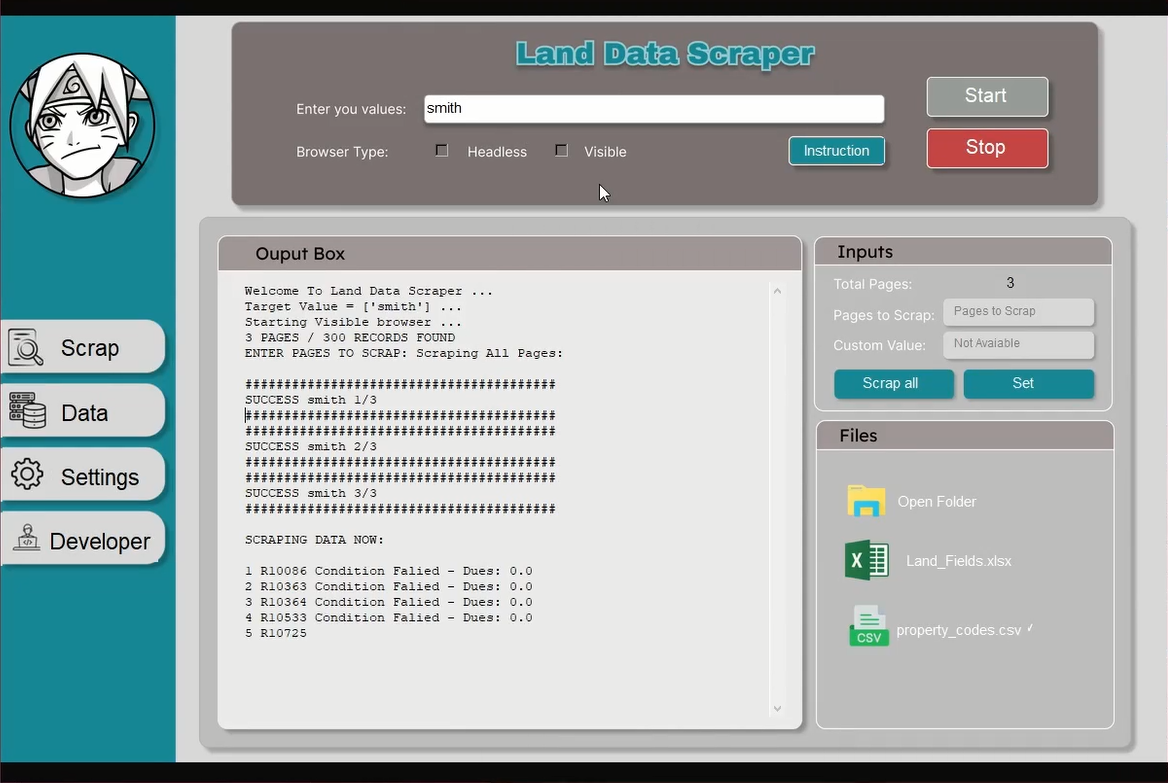 Land Data Scraper
Enter you values: smith
Start
Browser Type: Headless Visible
Instruction
Stop
Scrap
Data
Settings
Developer
Ouput Box
Welcome To Land Data Scraper ...
Target Value = ['smith'] ...
Starting Visible browser ...
3 PAGES / 300 RECORDS FOUND
ENTER PAGES TO SCRAP: Scraping All Pages:
########################################
SUCCESS smith 1/3
########################################
########################################
SUCCESS smith 2/3
########################################
########################################
SUCCESS smith 3/3
########################################
SCRAPING DATA NOW:
1 R10086 Condition Falied - Dues: 0.0
2 R10363 Condition Falied - Dues: 0.0
3 R10364 Condition Falied - Dues: 0.0
4 R10533 Condition Falied - Dues: 0.0
5 R10725
Inputs
Total Pages: 3
Pages to Scrap: Pages to Scrap
Custom Value: Not Avaiable
Scrap all Set
Files
Open Folder
Land_Fields.xlsx
CSV property_codes.csv ✓